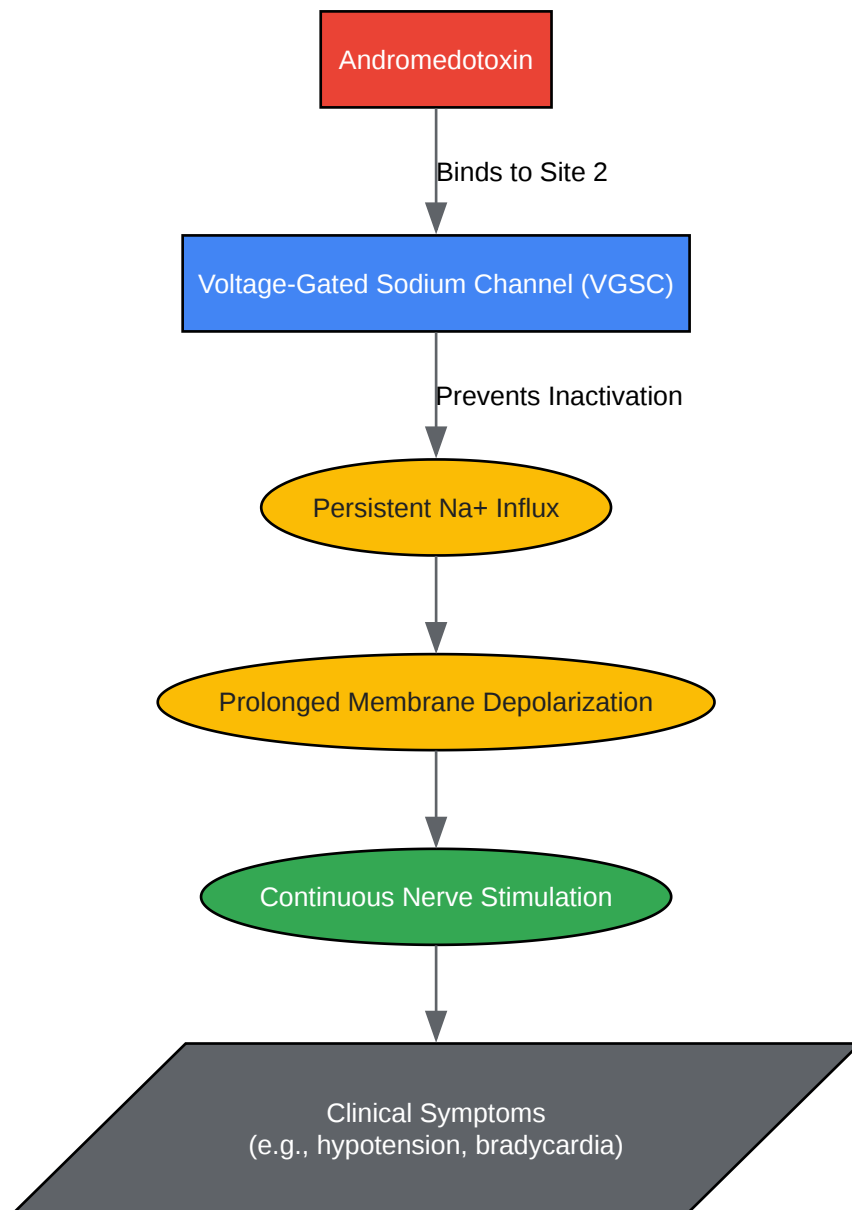 Andromedotoxin
Binds to Site 2
Voltage-Gated Sodium Channel (VGSC)
Prevents Inactivation
Persistent Na+ Influx
Prolonged Membrane Depolarization
Continuous Nerve Stimulation
Clinical Symptoms
(e.g., hypotension, bradycardia)